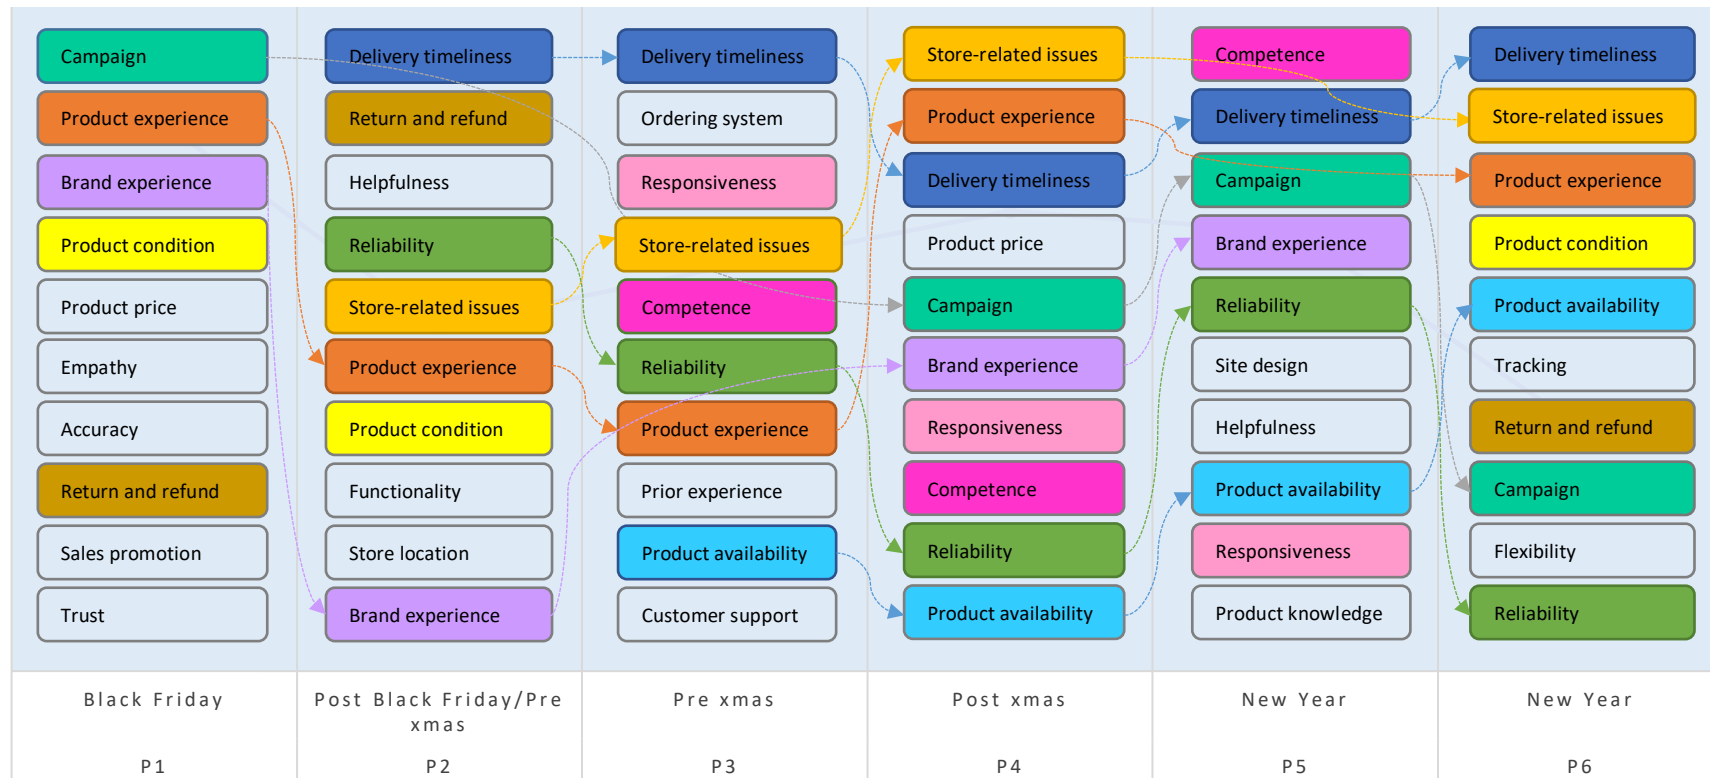 Campaign
Product experience
Brand experience
Product condition
Product price
Empathy
Accuracy
Return and refund
Sales promotion
Trust
Black Friday
P1
Delivery timeliness
Return and refund
Helpfulness
Reliability
Store-related issues
Product experience
Product condition
Functionality
Store location
Brand experience
Post Black Friday/Pre
xmas
P2
Delivery timeliness
Ordering system
Responsiveness
Store-related issues
Competence
Reliability
Product experience
Prior experience
Product availability
Customer support
Pre xmas
P3
Store-related issues
Product experience
Delivery timeliness
Product price
Campaign
Brand experience
Responsiveness
Competence
Reliability
Product availability
Post xmas
P4
Competence
Delivery timeliness
Campaign
Brand experience
Reliability
Site design
Helpfulness
Product availability
Responsiveness
Product knowledge
New Year
P5
Delivery timeliness
Store-related issues
Product experience
Product condition
Product availability
Tracking
Return and refund
Campaign
Flexibility
Reliability
New Year
P6